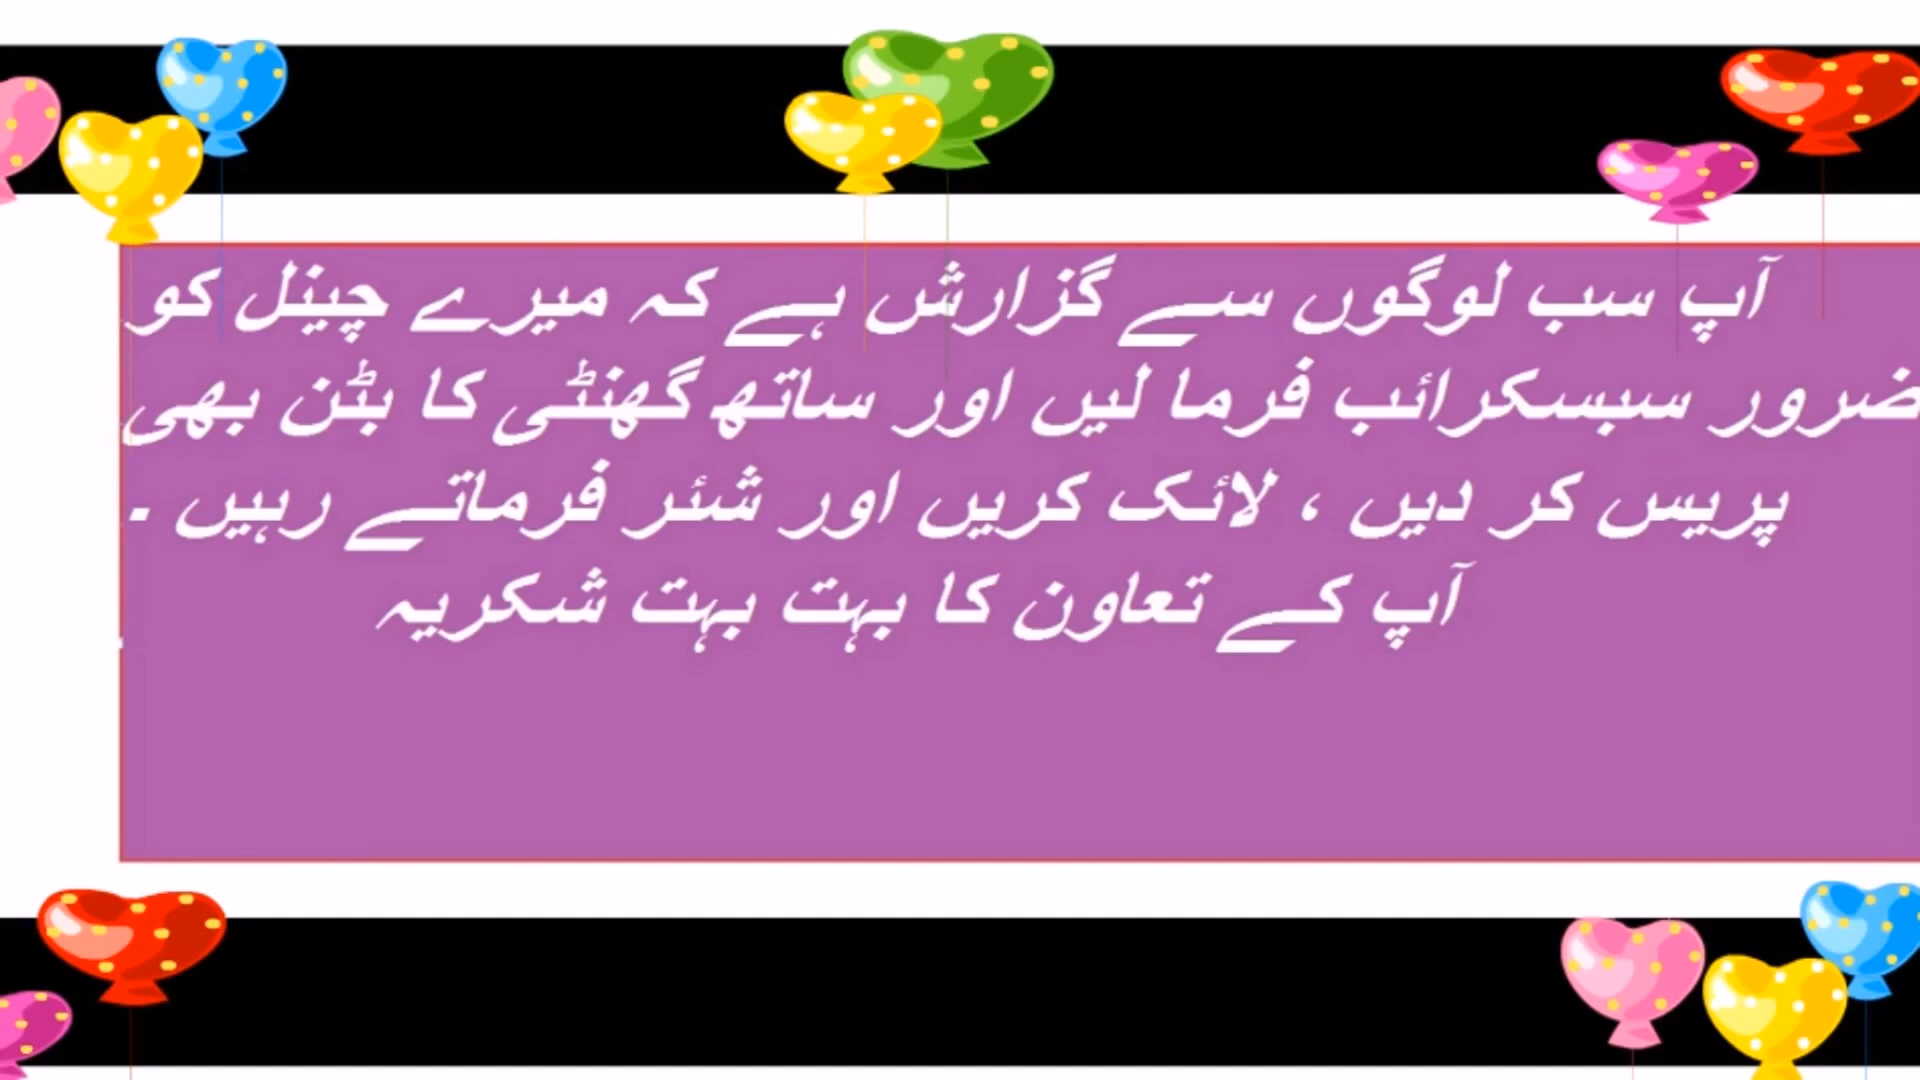 آپ سب لوگوں سے گزارش ہے کہ میرے چینل کو
ضرور سبسکرائب فرما لیں اور ساتھ گھنٹی کا بٹن بھی
پریس کر دیں ، لائک کریں اور شئر فرماتے رہیں ۔
آپ کے تعاون کا بہت بہت شکریہ